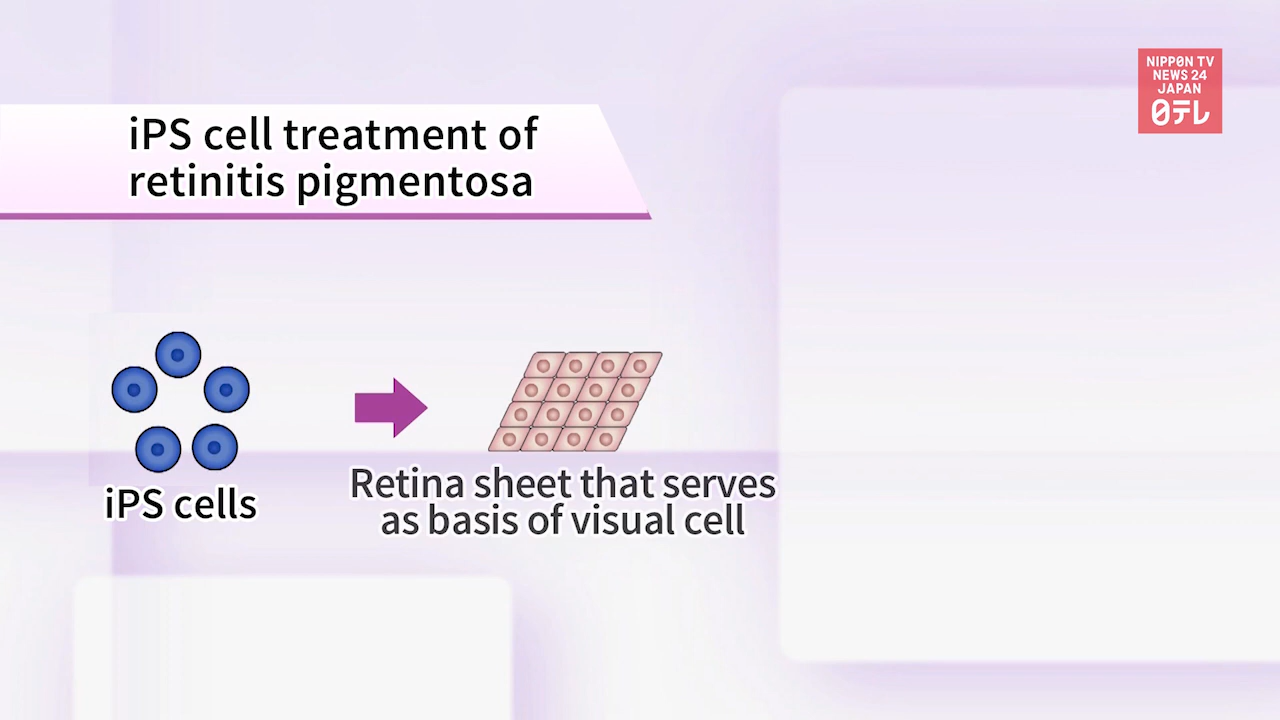 iPS cell treatment of
retinitis pigmentosa
NIPPON TV
NEWS 24
JAPAN
日テレ
iPS cells
Retina sheet that serves
as basis of visual cell